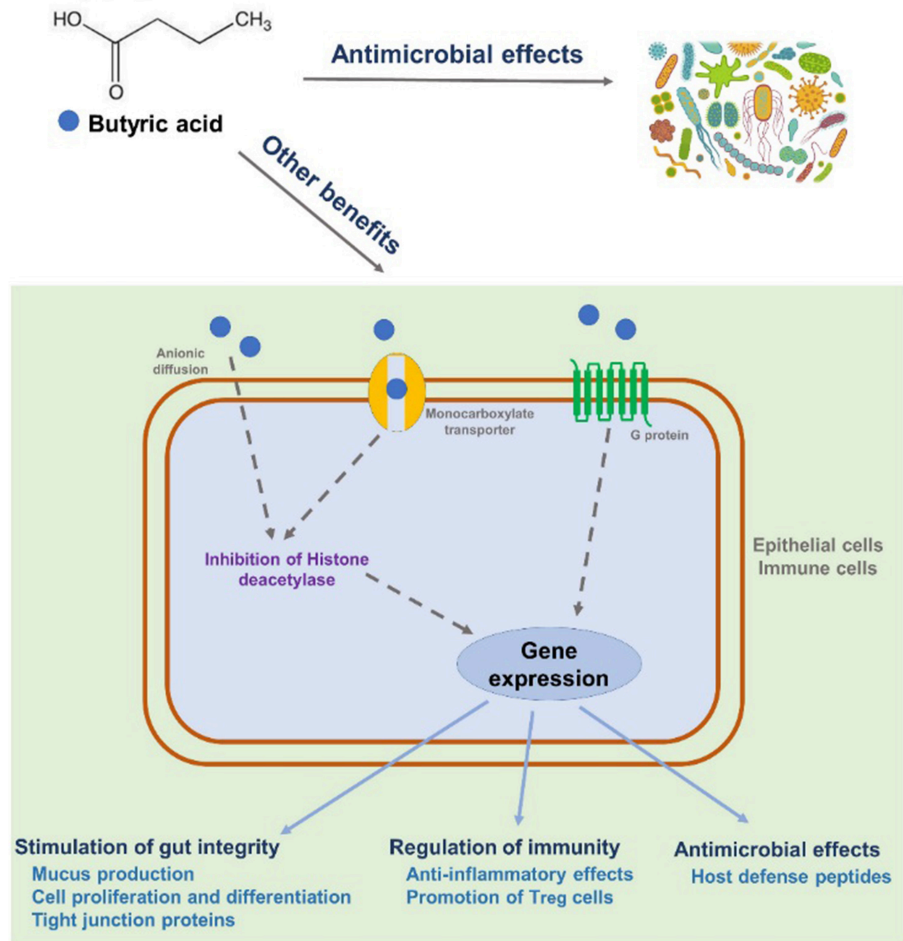 HO
CH3
O
Butyric acid
Antimicrobial effects
Other benefits
Anionic
diffusion
Monocarboxylate
transporter
G protein
Inhibition of Histone
deacetylase
Epithelial cells
Immune cells
Gene
expression
Stimulation of gut integrity
Mucus production
Cell proliferation and differentiation
Tight junction proteins
Regulation of immunity
Anti-inflammatory effects
Promotion of Treg cells
Antimicrobial effects
Host defense peptides